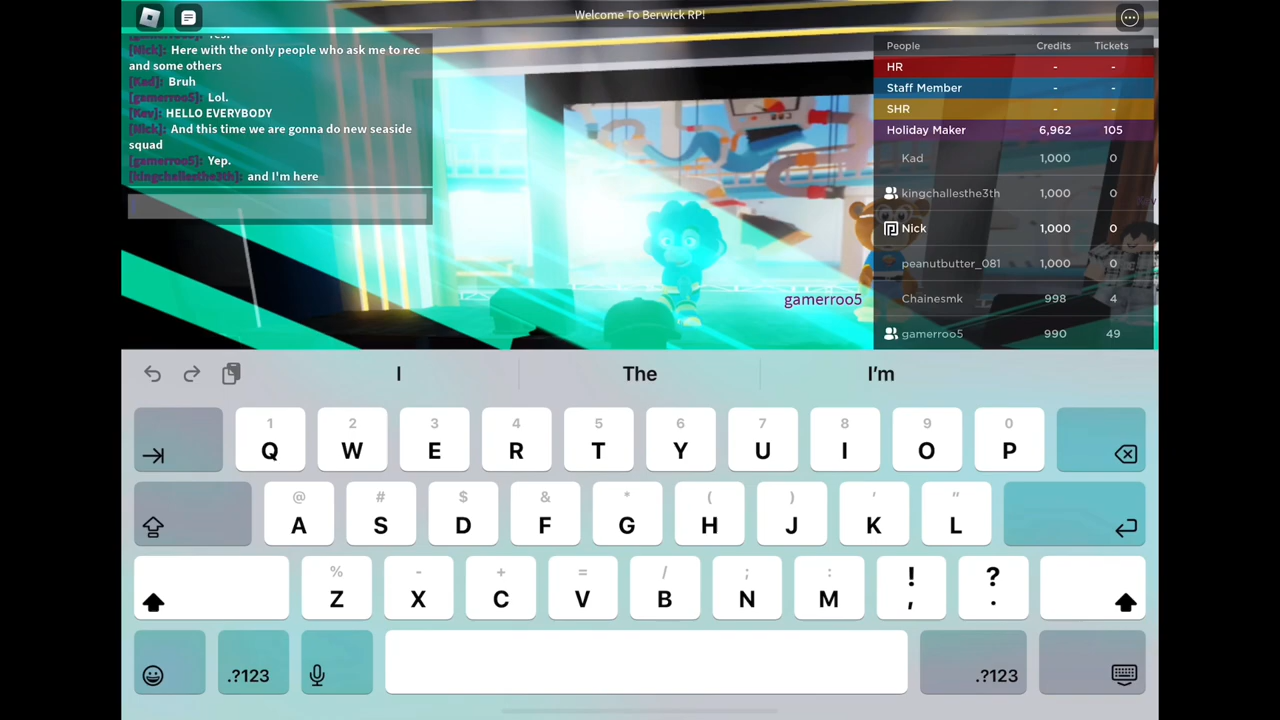 Welcome To Berwick RP!
[gamerroo5]: Yes.
[Nick]: Here with the only people who ask me to rec
and some others
[Kad]: Bruh
[gamerroo5]: Lol.
[Kev]: HELLO EVERYBODY
[Nick]: And this time we are gonna do new seaside
squad
[gamerroo5]: Yep.
[kingchallesthe3th]: and I'm here
People Credits Tickets
HR - -
Staff Member - -
SHR - -
Holiday Maker 6,962 105
Kad 1,000 0
kingchallesthe3th 1,000 0
Nick 1,000 0
peanutbutter_081 1,000 0
Chainesmk 998 4
gamerroo5 990 49
Kev
gamerroo5
I The I'm
1 2 3 4 5 6 7 8 9 0
Q W E R T Y U I O P
@ # $ & * ( ) ' "
A S D F G H J K L
% - + = / ; : ! ?
Z X C V B N M , .
.?123 .?123